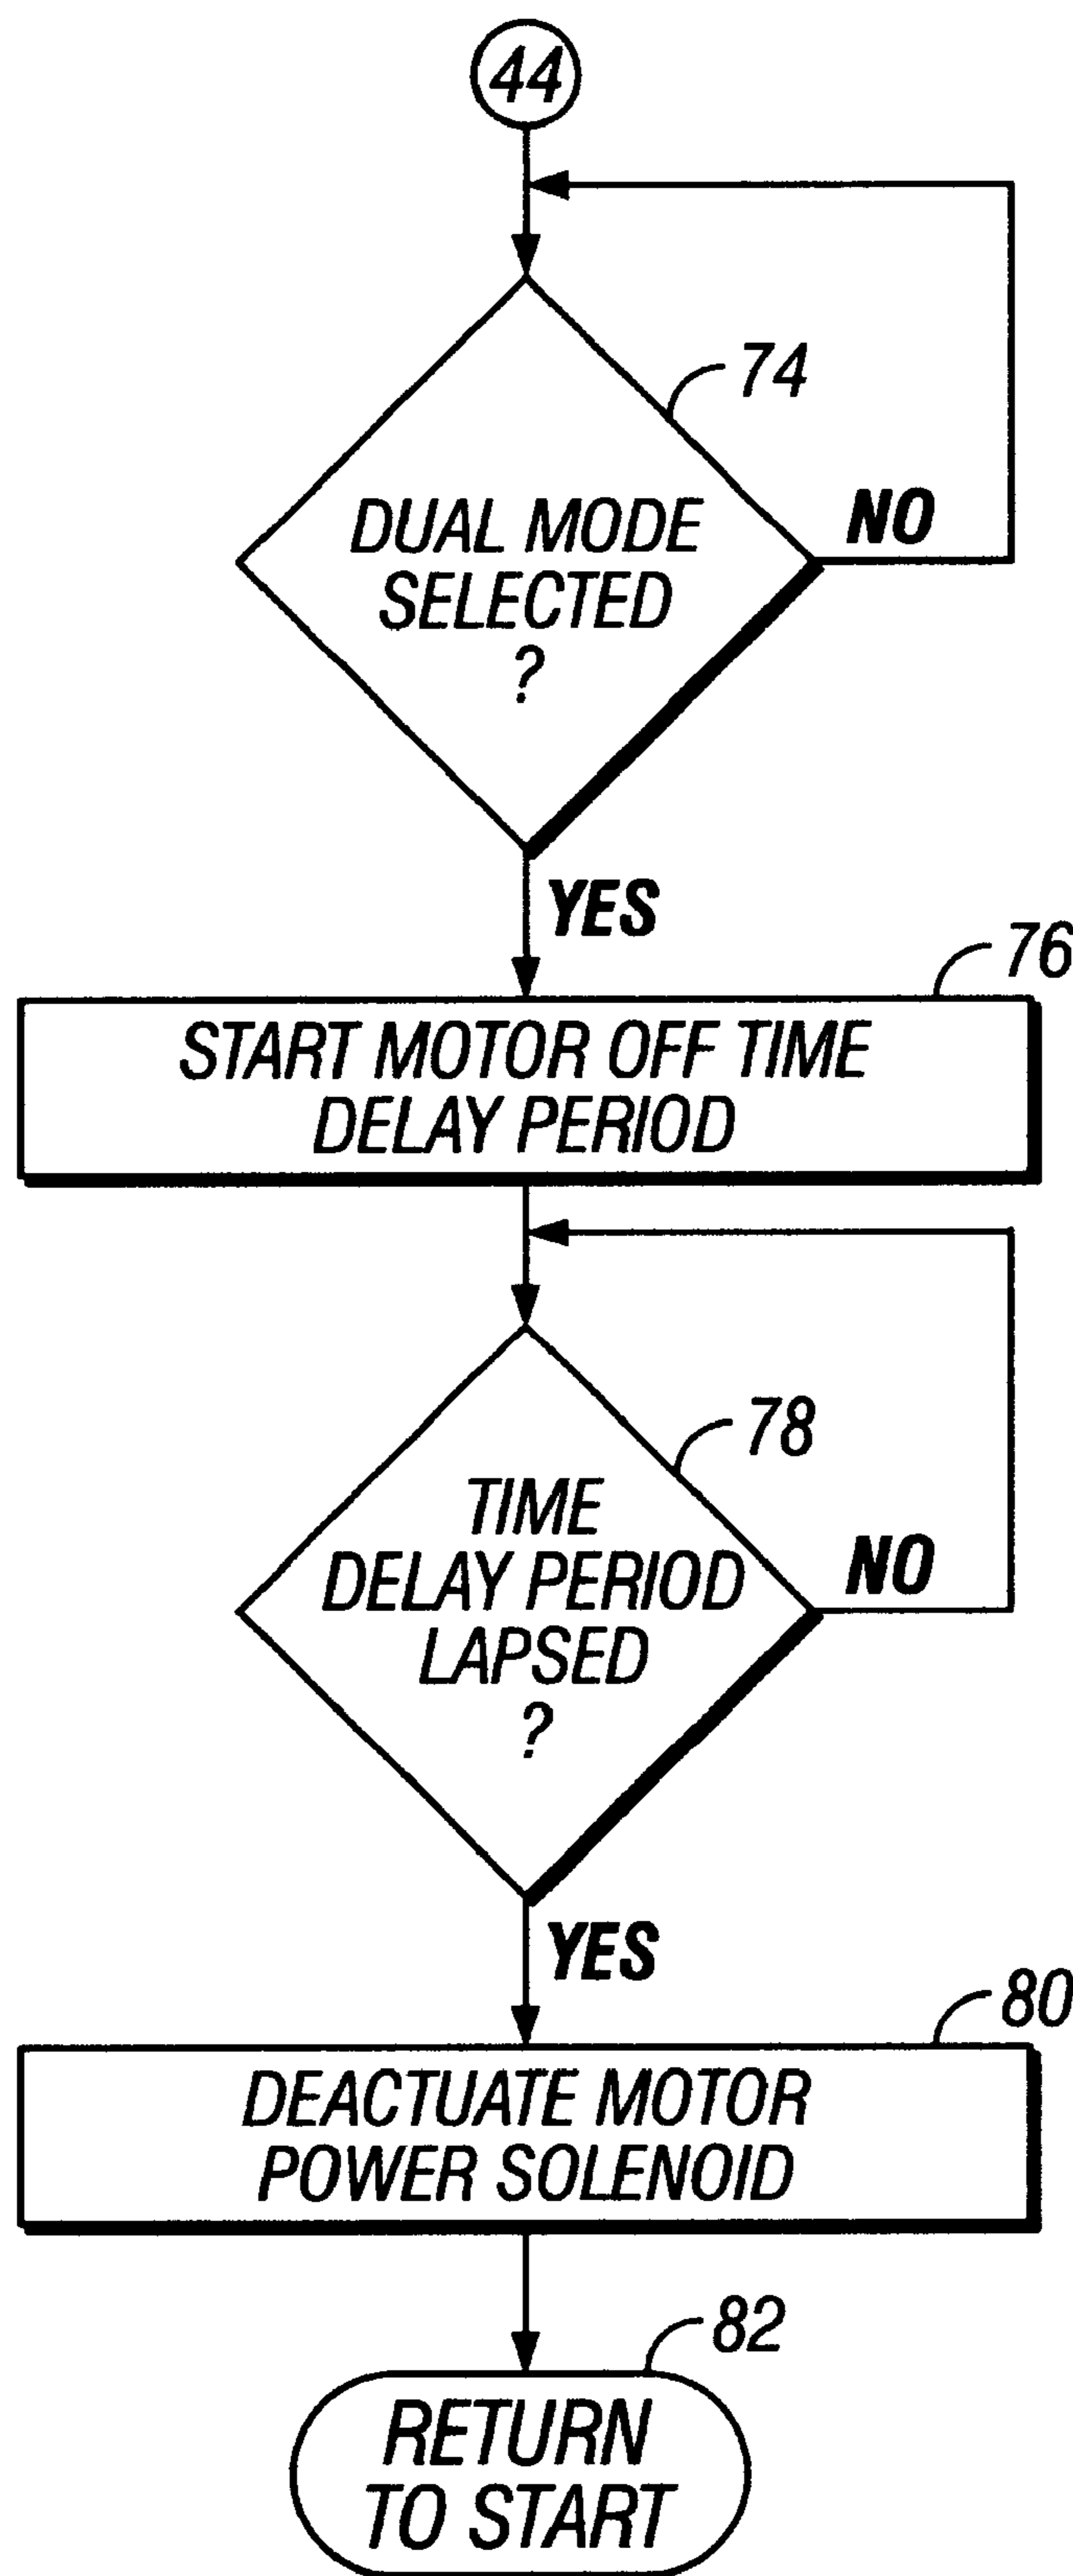 44
74
DUAL MODE
SELECTED
?
NO
YES
76
START MOTOR OFF TIME
DELAY PERIOD
78
TIME
DELAY PERIOD
LAPSED
?
NO
YES
80
DEACTUATE MOTOR
POWER SOLENOID
82
RETURN
TO START